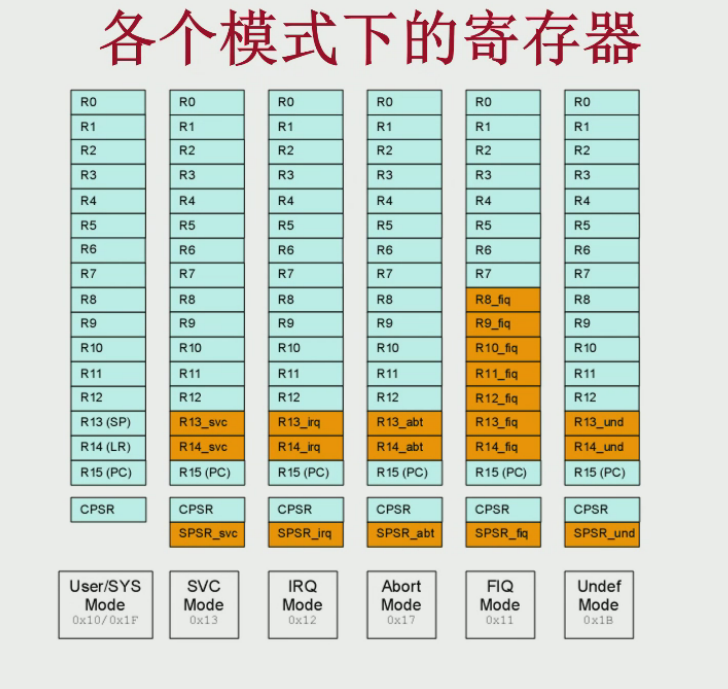 各个模式下的寄存器
R0 R0 R0 R0 R0 R0
R1 R1 R1 R1 R1 R1
R2 R2 R2 R2 R2 R2
R3 R3 R3 R3 R3 R3
R4 R4 R4 R4 R4 R4
R5 R5 R5 R5 R5 R5
R6 R6 R6 R6 R6 R6
R7 R7 R7 R7 R7 R7
R8 R8 R8 R8 R8_fiq R8
R9 R9 R9 R9 R9_fiq R9
R10 R10 R10 R10 R10_fiq R10
R11 R11 R11 R11 R11_fiq R11
R12 R12 R12 R12 R12_fiq R12
R13 (SP) R13_svc R13_irq R13_abt R13_fiq R13_und
R14 (LR) R14_svc R14_irq R14_abt R14_fiq R14_und
R15 (PC) R15 (PC) R15 (PC) R15 (PC) R15 (PC) R15 (PC)
CPSR CPSR CPSR CPSR CPSR CPSR
SPSR_svc SPSR_irq SPSR_abt SPSR_fiq SPSR_und
User/SYS SVC IRQ Abort FIQ Undef
Mode Mode Mode Mode Mode Mode
0x10/0x1F 0x13 0x12 0x17 0x11 0x1B